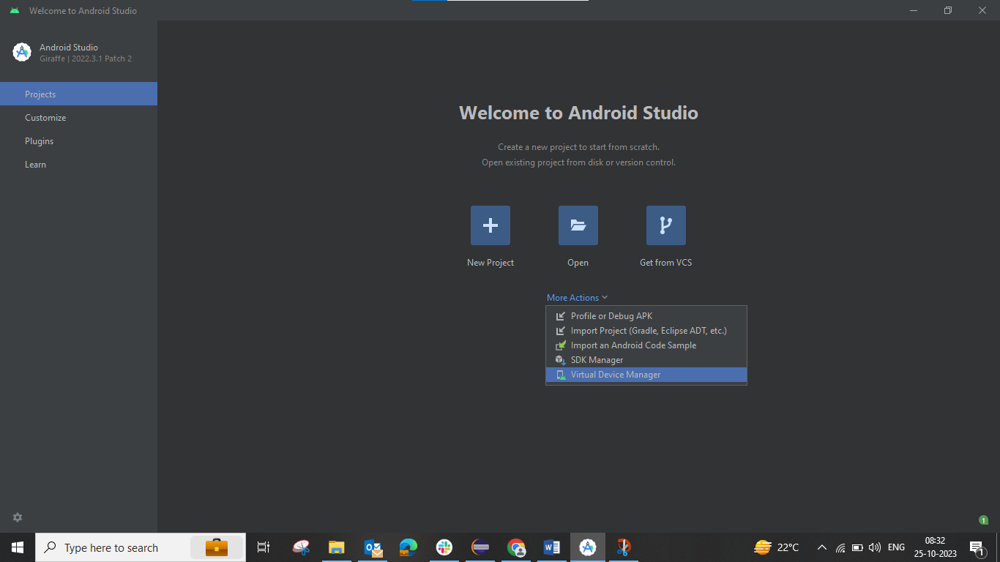 Welcome to Android Studio
Android Studio
Giraffe | 2022.3.1 Patch 2
Projects
Customize
Plugins
Learn
Welcome to Android Studio
Create a new project to start from scratch.
Open existing project from disk or version control.
New Project
Open
Get from VCS
More Actions
Profile or Debug APK
Import Project (Gradle, Eclipse ADT, etc.)
Import an Android Code Sample
SDK Manager
Virtual Device Manager
1
Type here to search
22°C
ENG
08:32
25-10-2023
1